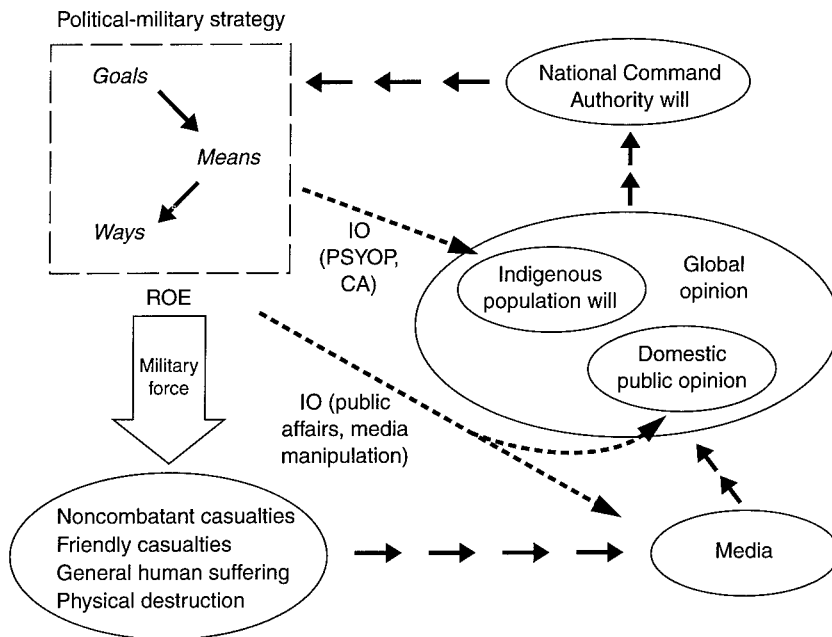 Political-military strategy
Goals
Means
Ways
National Command
Authority will
IO
(PSYOP,
CA)
Indigenous
population will
Global
opinion
Domestic
public opinion
ROE
Military
force
IO (public
affairs, media
manipulation)
Noncombatant casualties
Friendly casualties
General human suffering
Physical destruction
Media